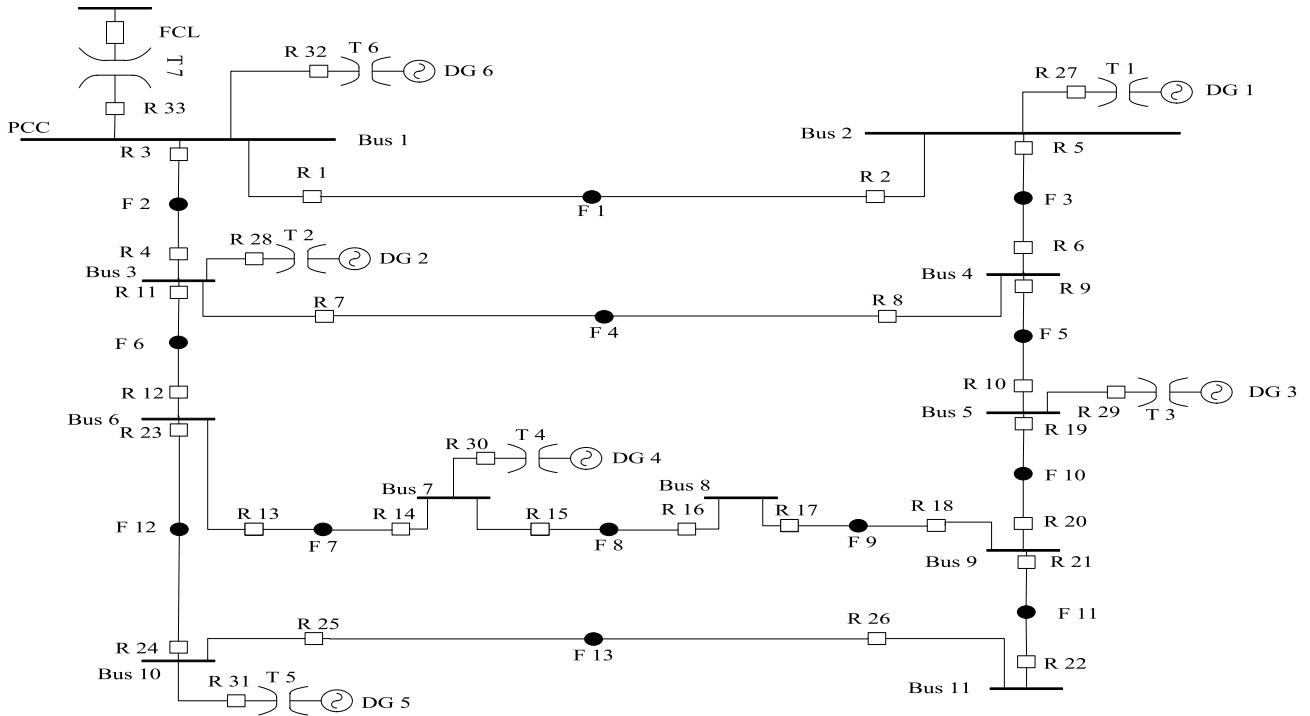 FCL
T7
R 33
PCC
R 32
T 6
DG 6
Bus 1
R 27
T 1
DG 1
Bus 2
R 3
R 5
R 1
R 2
F 2
F 1
F 3
R 4
R 28
T 2
DG 2
R 6
Bus 3
Bus 4
R 11
R 7
R 8
R 9
F 6
F 4
F 5
R 12
R 10
DG 3
Bus 6
Bus 5
R 29
T 3
R 23
R 30
T 4
DG 4
R 19
Bus 7
Bus 8
F 10
F 12
R 13
R 14
R 15
R 16
R 17
R 18
R 20
F 7
F 8
F 9
Bus 9
R 21
R 25
R 26
F 11
R 24
F 13
R 22
Bus 10
R 31
T 5
DG 5
Bus 11